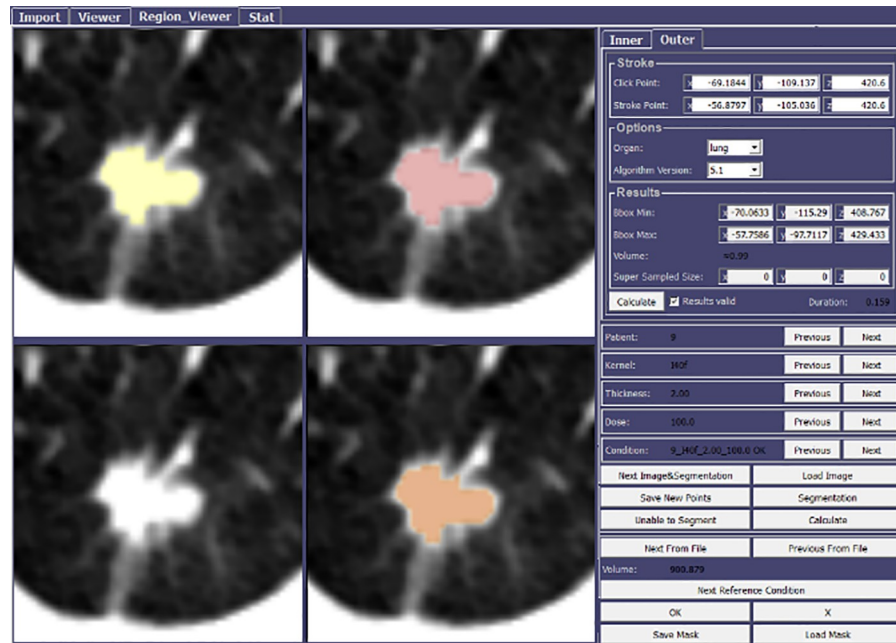 Import Viewer Region_Viewer Stat
Inner Outer
Stroke
Click Point: x -69.1844 y -109.137 z 420.6
Stroke Point: x -56.8797 y -105.036 z 420.6
Options
Organ: lung
Algorithm Version: 5.1
Results
Bbox Min: x -70.0633 y -115.29 z 408.767
Bbox Max: x -57.7586 y -97.7117 z 429.433
Volume: ≈0.99
Super Sampled Size: x 0 y 0 z 0
Calculate Results valid Duration: 0.159
Patient: 9 Previous Next
Kernel: I40f Previous Next
Thickness: 2.00 Previous Next
Dose: 100.0 Previous Next
Condition: 9_I40f_2.00_100.0 OK Previous Next
Next Image&Segmentation Load Image
Save New Points Segmentation
Unable to Segment Calculate
Next From File Previous From File
Volume: 900.879
Next Reference Condition
OK X
Save Mask Load Mask